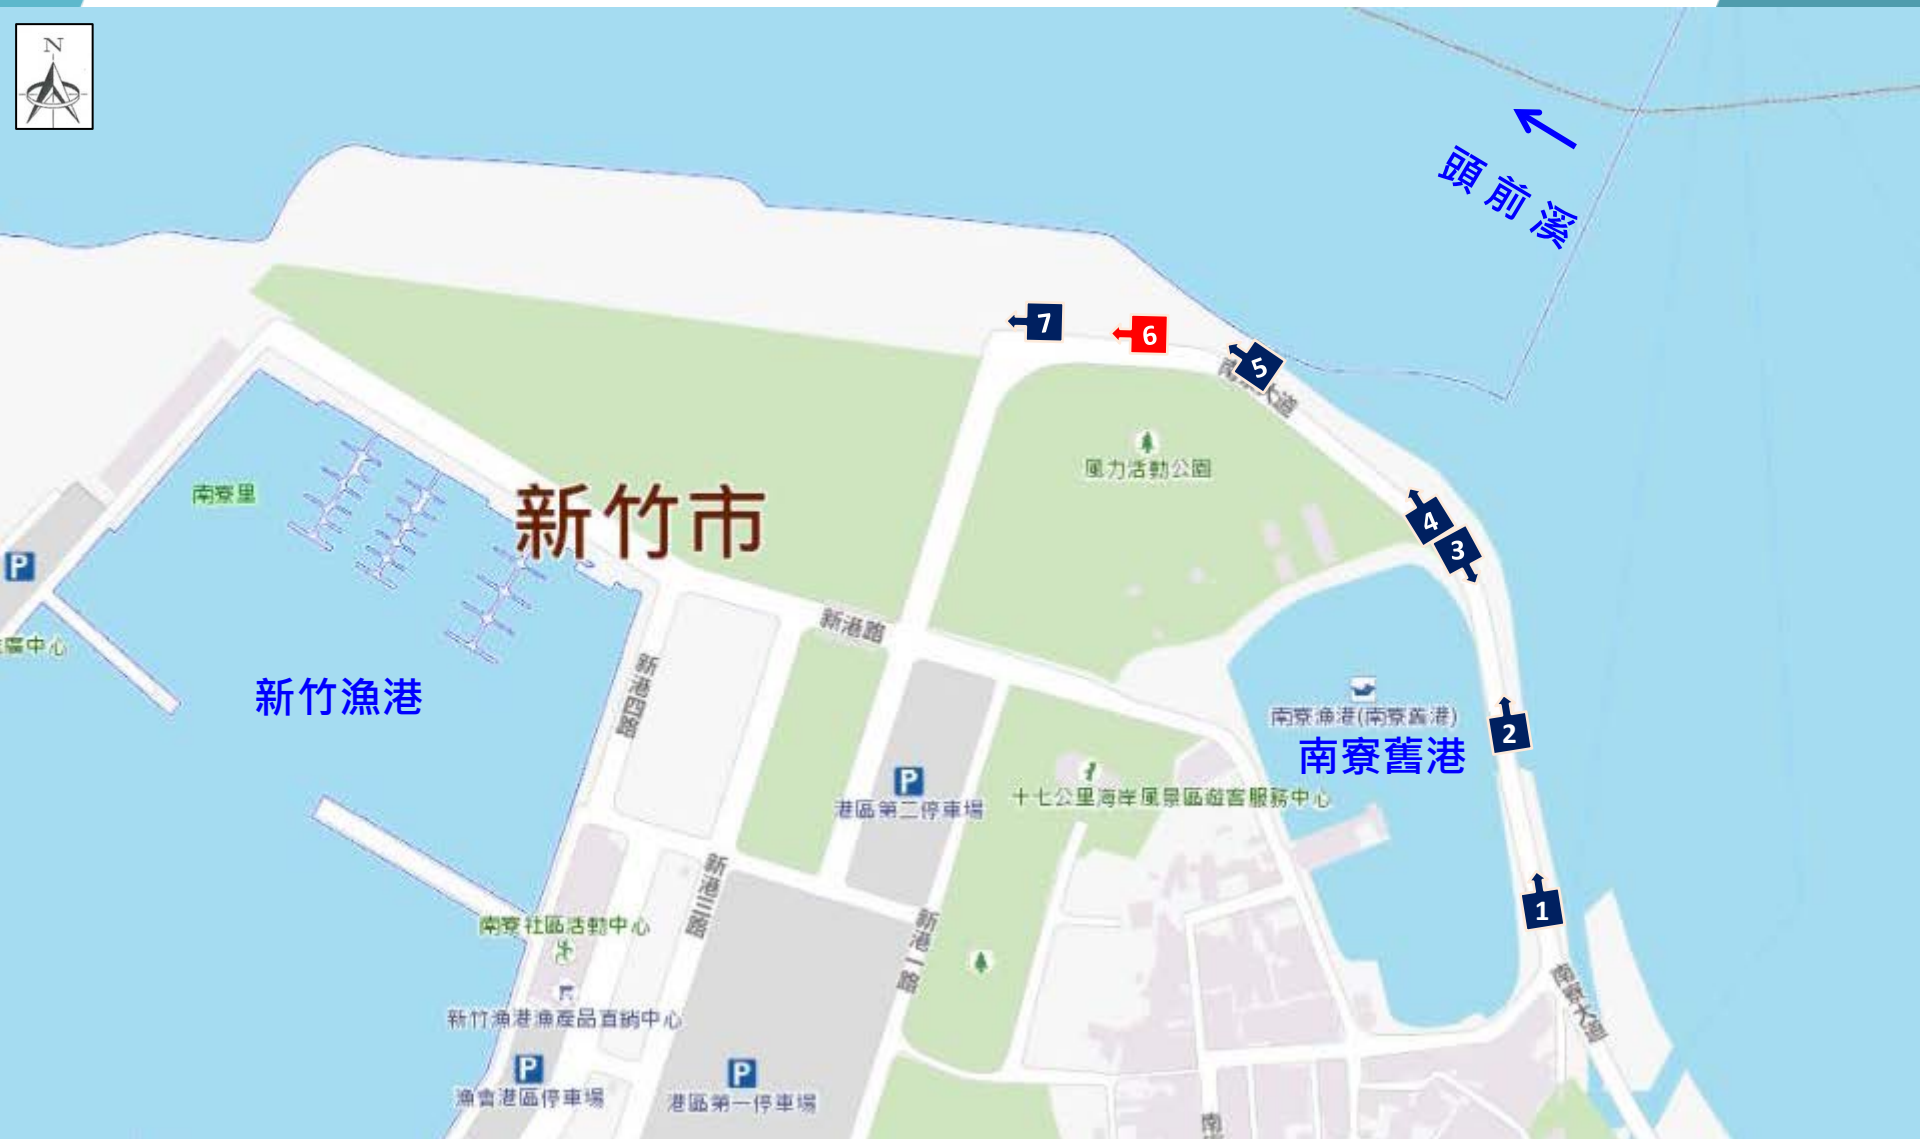 N
頭前溪
7
6
5
南寮大道
風力活動公園
南寮里
新竹市
4
3
P
新港路
新竹漁港
新港四路
南寮漁港(南寮舊港)
南寮舊港
2
P
港區第二停車場
十七公里海岸風景區遊客服務中心
新港三路
南寮社區活動中心
新港一路
1
南寮大道
新竹漁港漁產品直銷中心
P
漁會港區停車場
P
港區第一停車場
南